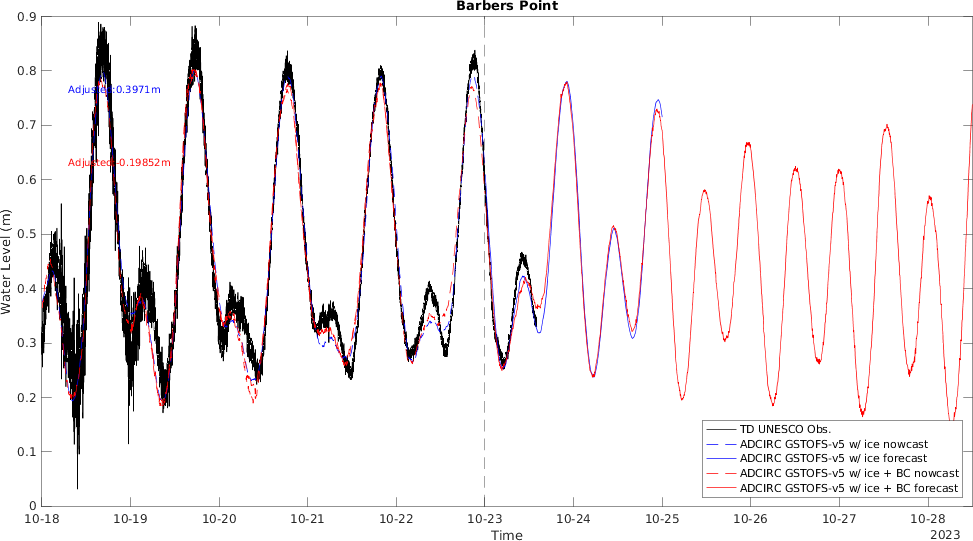 Barbers Point
0.9
0.8
0.7
0.6
0.5
0.4
0.3
0.2
0.1
0
Water Level (m)
Adjusted:0.3971m
Adjusted:-0.19852m
TD UNESCO Obs.
ADCIRC GSTOFS-v5 w/ ice nowcast
ADCIRC GSTOFS-v5 w/ ice forecast
ADCIRC GSTOFS-v5 w/ ice + BC nowcast
ADCIRC GSTOFS-v5 w/ ice + BC forecast
10-18 10-19 10-20 10-21 10-22 10-23 10-24 10-25 10-26 10-27 10-28
Time
2023